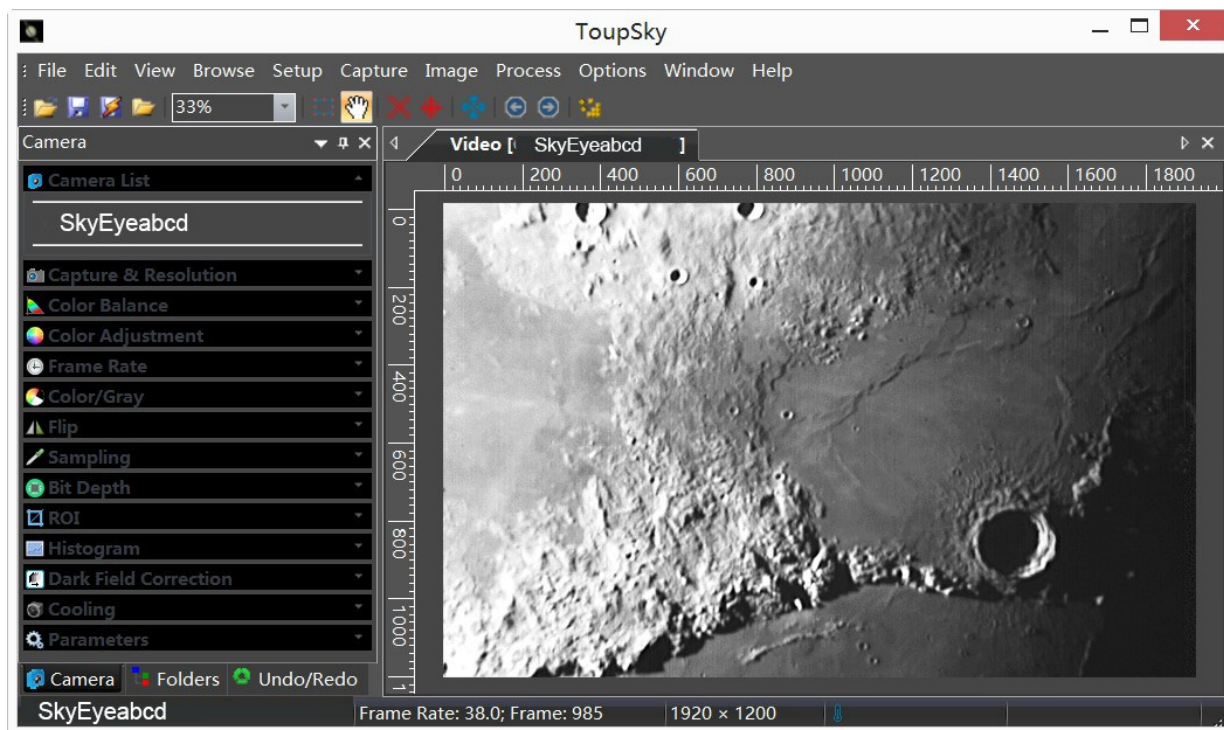 ToupSky
File Edit View Browse Setup Capture Image Process Options Window Help
33%
Camera
Video [ SkyEyeabcd ]
0 200 400 600 800 1000 1200 1400 1600 1800
Camera List
SkyEyeabcd
Capture & Resolution
Color Balance
Color Adjustment
Frame Rate
Color/Gray
Flip
Sampling
Bit Depth
ROI
Histogram
Dark Field Correction
Cooling
Parameters
0
200
400
600
800
1000
Camera Folders Undo/Redo
SkyEyeabcd Frame Rate: 38.0; Frame: 985 1920 × 1200